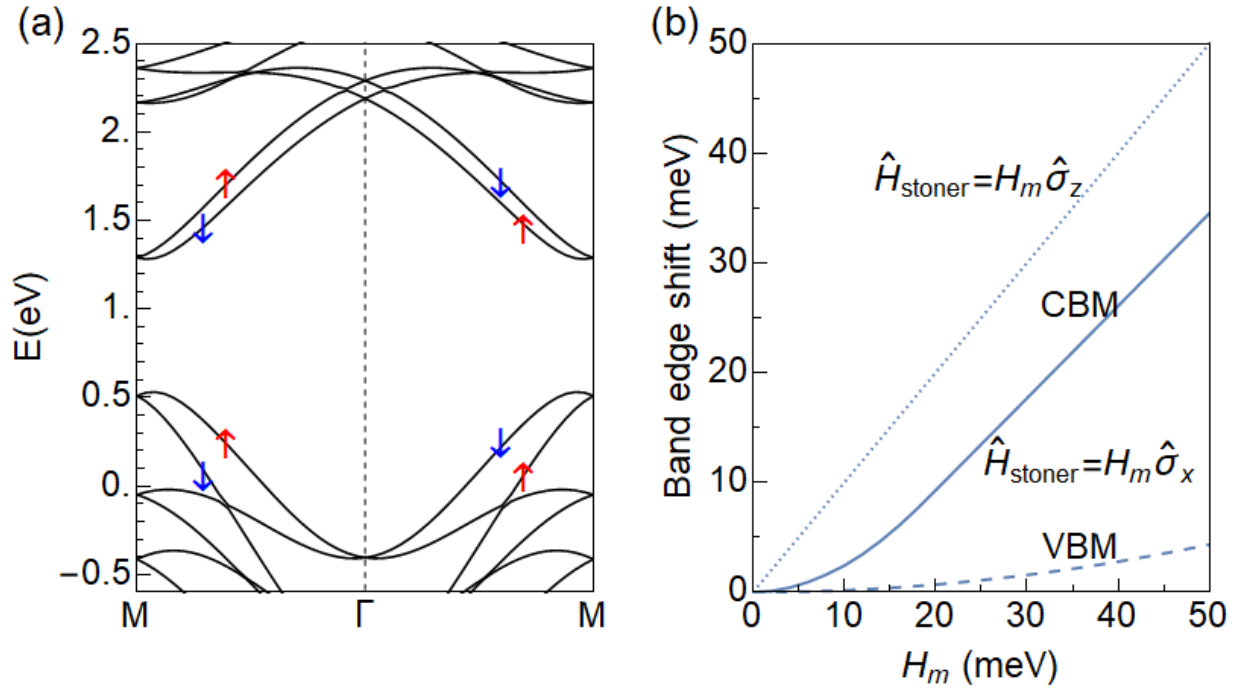 (a)
2.5
2.
1.5
1.
0.5
0.
−0.5
E(eV)
M
Γ
M
(b)
50
40
30
20
10
0
Band edge shift (meV)
Ĥstoner=Hmσ̂z
CBM
Ĥstoner=Hmσ̂x
VBM
0
10
20
30
40
50
Hm (meV)